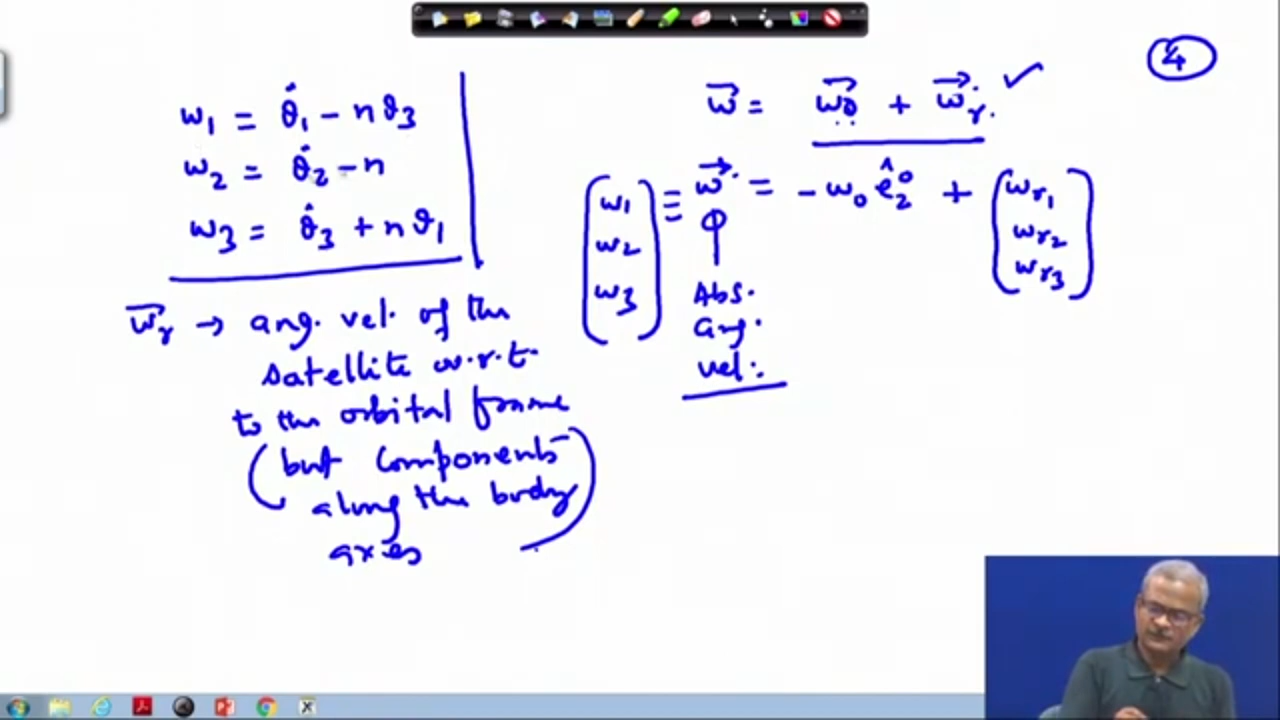 4
ω₁ = θ̇₁ − nθ₃
ω₂ = θ̇₂ − n
ω₃ = θ̇₃ + nθ₁
ω⃗ᵣ → ang. vel. of the
satellite w.r.t.
to the orbital frame
(but components
along the body
axes)
ω⃗ = ω⃗₀ + ω⃗ᵣ ✓
[ω₁ ω₂ ω₃] ≡ ω⃗ = −ω₀ ê₂⁰ + [ωᵣ₁ ωᵣ₂ ωᵣ₃]
Abs.
ang.
vel.